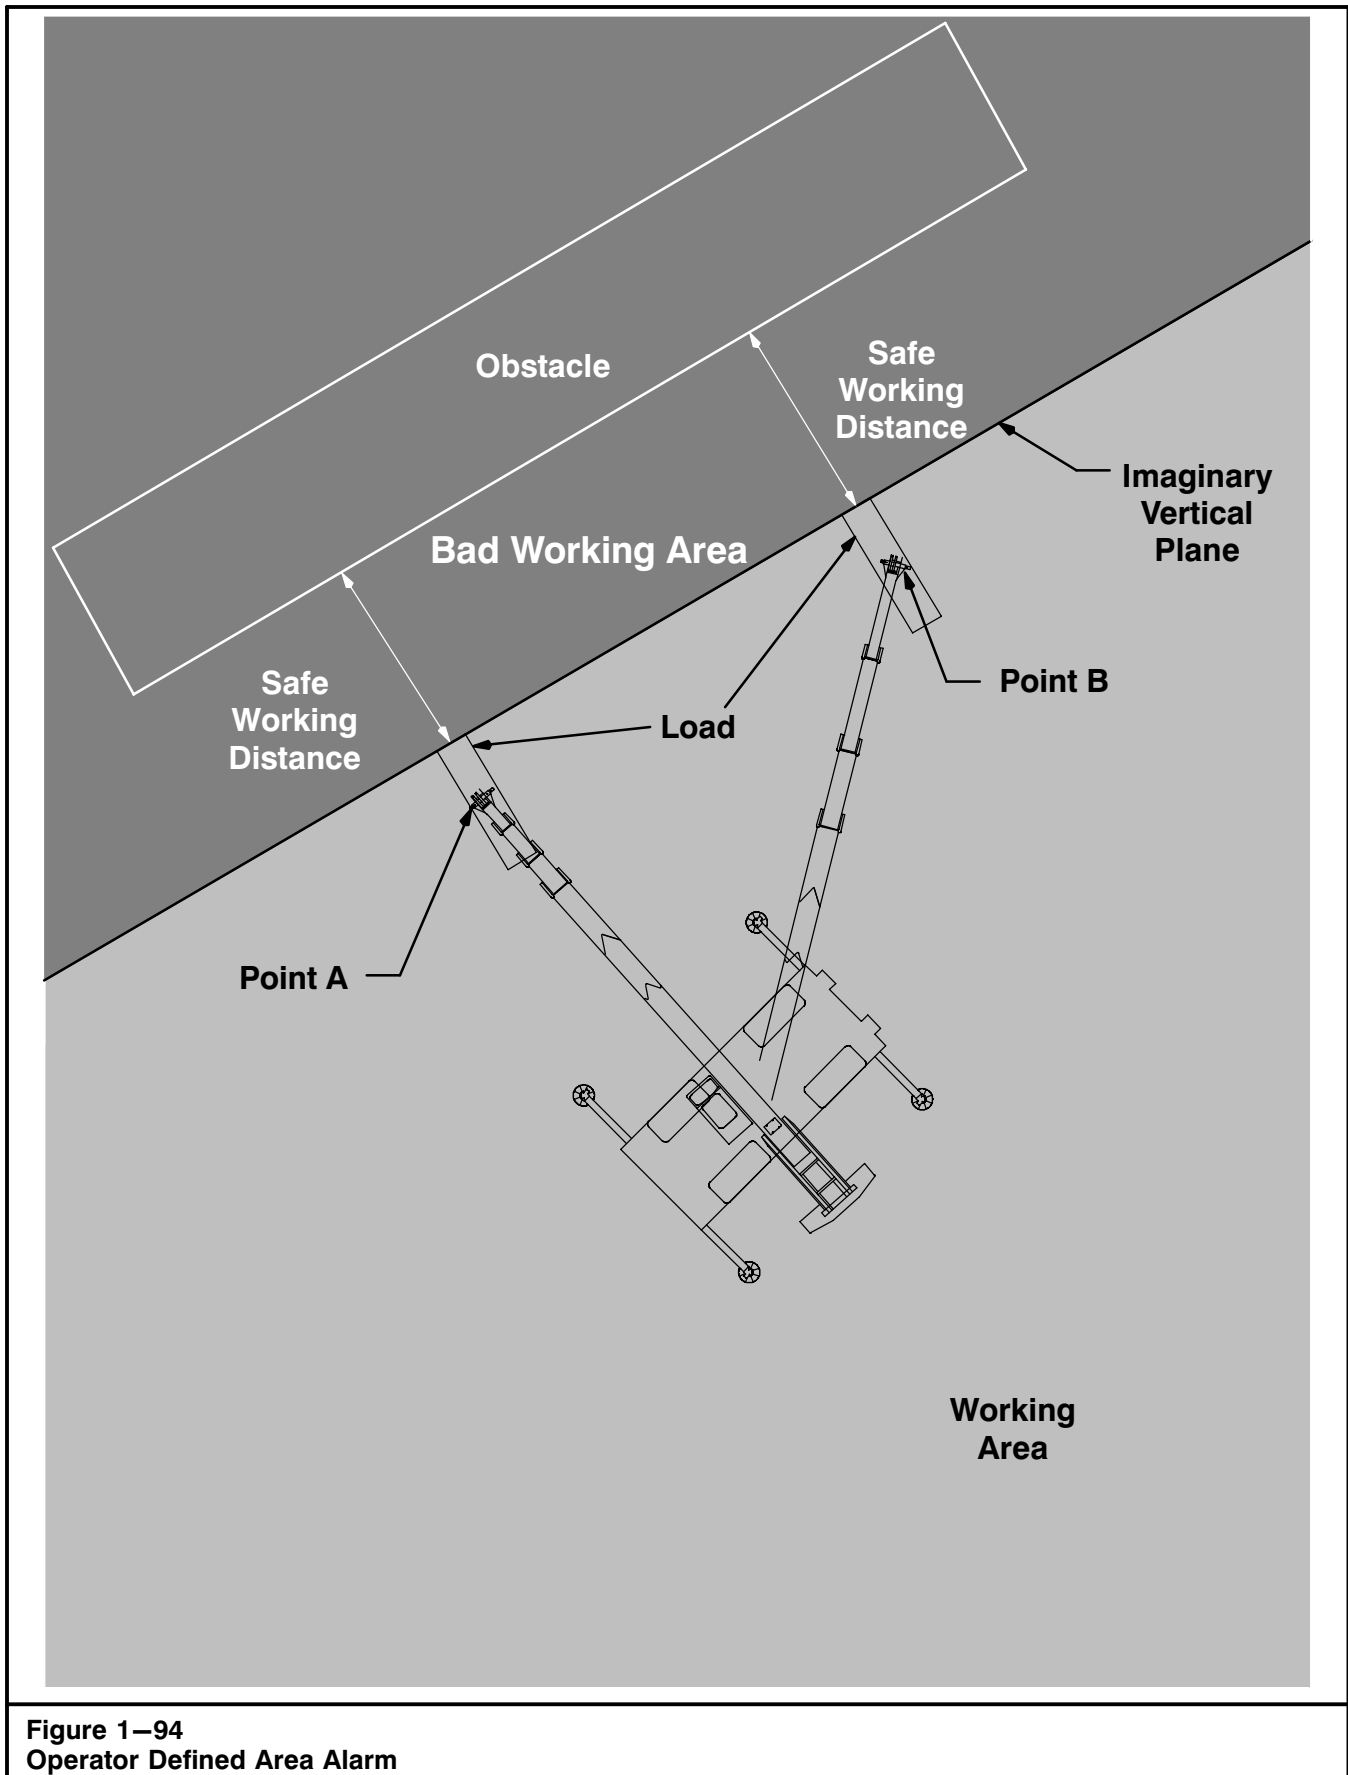 Obstacle
Safe
Working
Distance
Imaginary
Vertical
Plane
Bad Working Area
Safe
Working
Distance
Point B
Load
Point A
Working
Area
Figure 1—94
Operator Defined Area Alarm